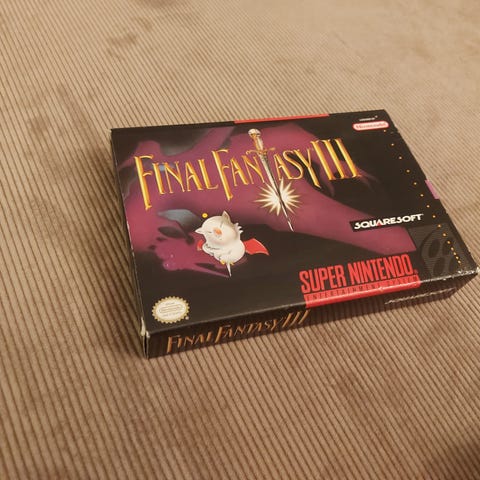 Nintendo
FINAL FANTASY III
SQUARESOFT
SUPER NINTENDO
ENTERTAINMENT SYSTEM
FINAL FANTASY III